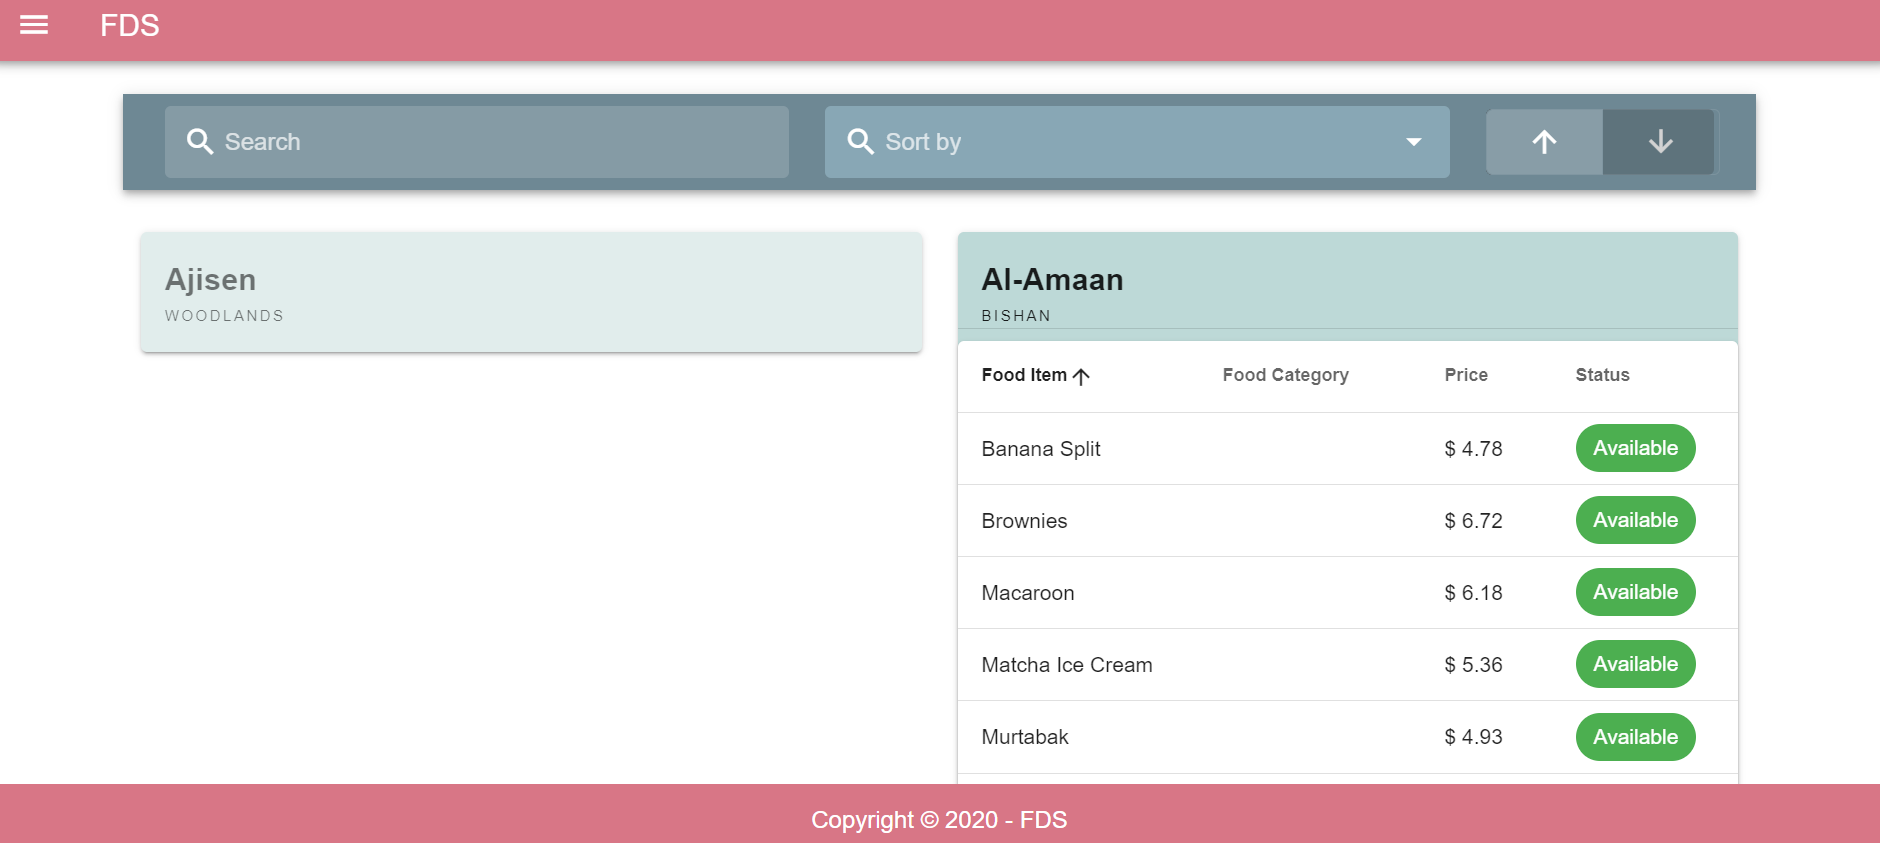 FDS
Search
Sort by
Ajisen
WOODLANDS
Al-Amaan
BISHAN
Food Item Food Category Price Status
Banana Split $ 4.78 Available
Brownies $ 6.72 Available
Macaroon $ 6.18 Available
Matcha Ice Cream $ 5.36 Available
Murtabak $ 4.93 Available
Copyright © 2020 - FDS